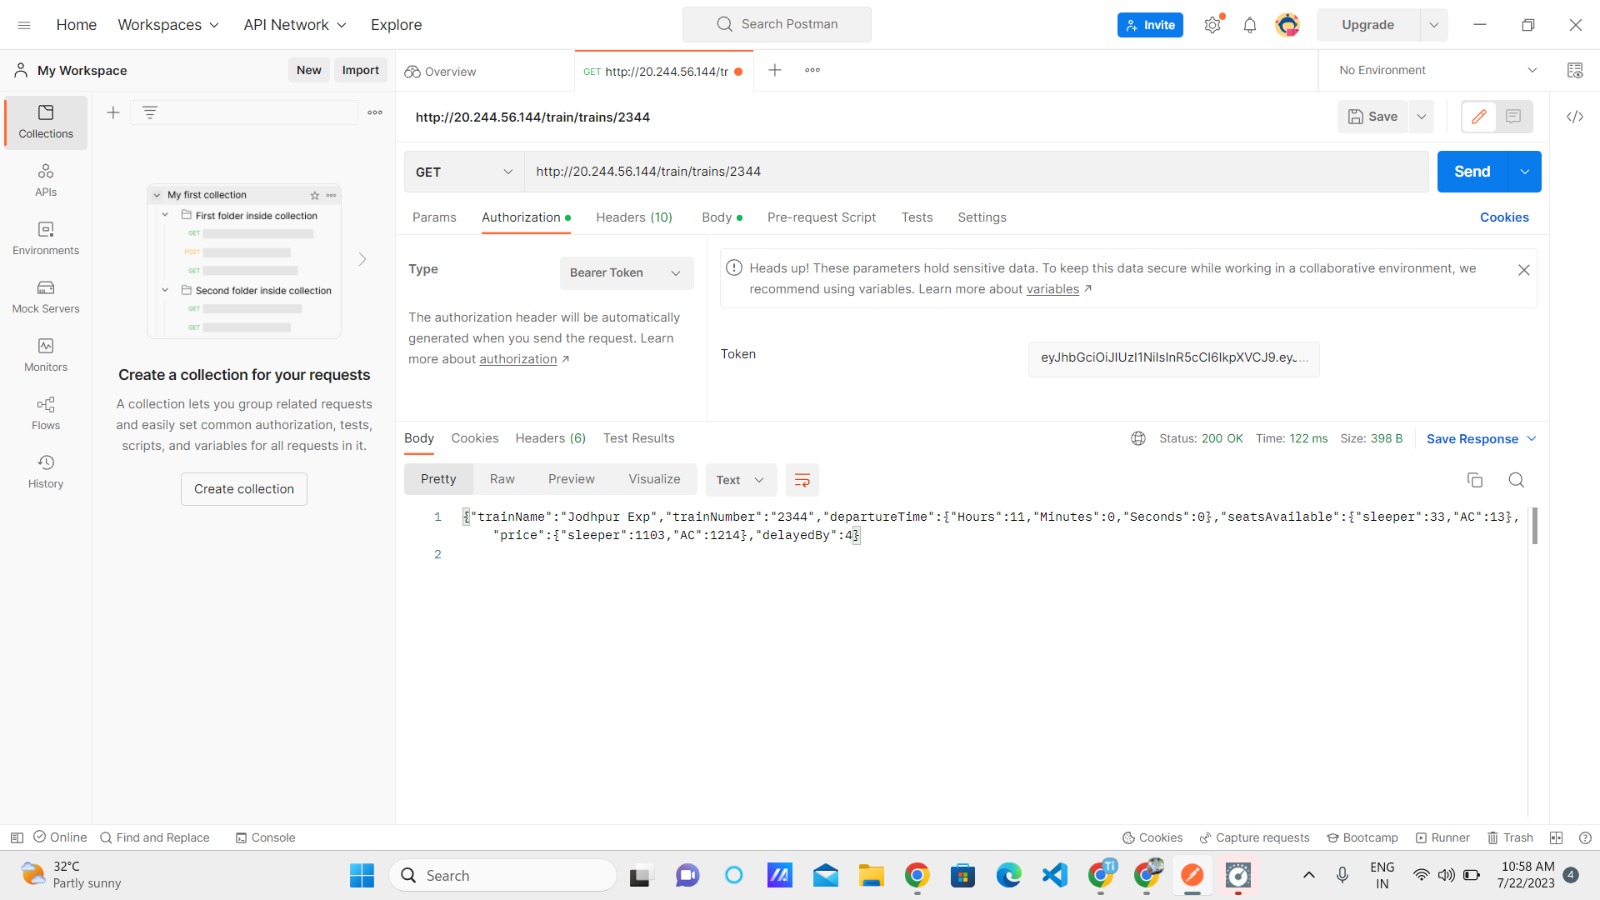 Home Workspaces API Network Explore Search Postman Invite Upgrade
My Workspace New Import Overview GET http://20.244.56.144/tr No Environment
http://20.244.56.144/train/trains/2344 Save
Collections
APIs
Environments
Mock Servers
Monitors
Flows
History
My first collection
First folder inside collection
GET
POST
GET
Second folder inside collection
GET
GET
Create a collection for your requests
A collection lets you group related requests
and easily set common authorization, tests,
scripts, and variables for all requests in it.
Create collection
GET http://20.244.56.144/train/trains/2344 Send
Params Authorization Headers (10) Body Pre-request Script Tests Settings Cookies
Type Bearer Token
The authorization header will be automatically
generated when you send the request. Learn
more about authorization ↗
Heads up! These parameters hold sensitive data. To keep this data secure while working in a collaborative environment, we
recommend using variables. Learn more about variables ↗
Token
Body Cookies Headers (6) Test Results Status: 200 OK Time: 122 ms Size: 398 B Save Response
Pretty Raw Preview Visualize Text
1 {"trainName":"Jodhpur Exp","trainNumber":"2344","departureTime":{"Hours":11,"Minutes":0,"Seconds":0},"seatsAvailable":{"sleeper":33,"AC":13},
"price":{"sleeper":1103,"AC":1214},"delayedBy":4}
2
Online Find and Replace Console Cookies Capture requests Bootcamp Runner Trash
32°C
Partly sunny
Search
Ti
ENG
IN
10:58 AM
7/22/2023
4